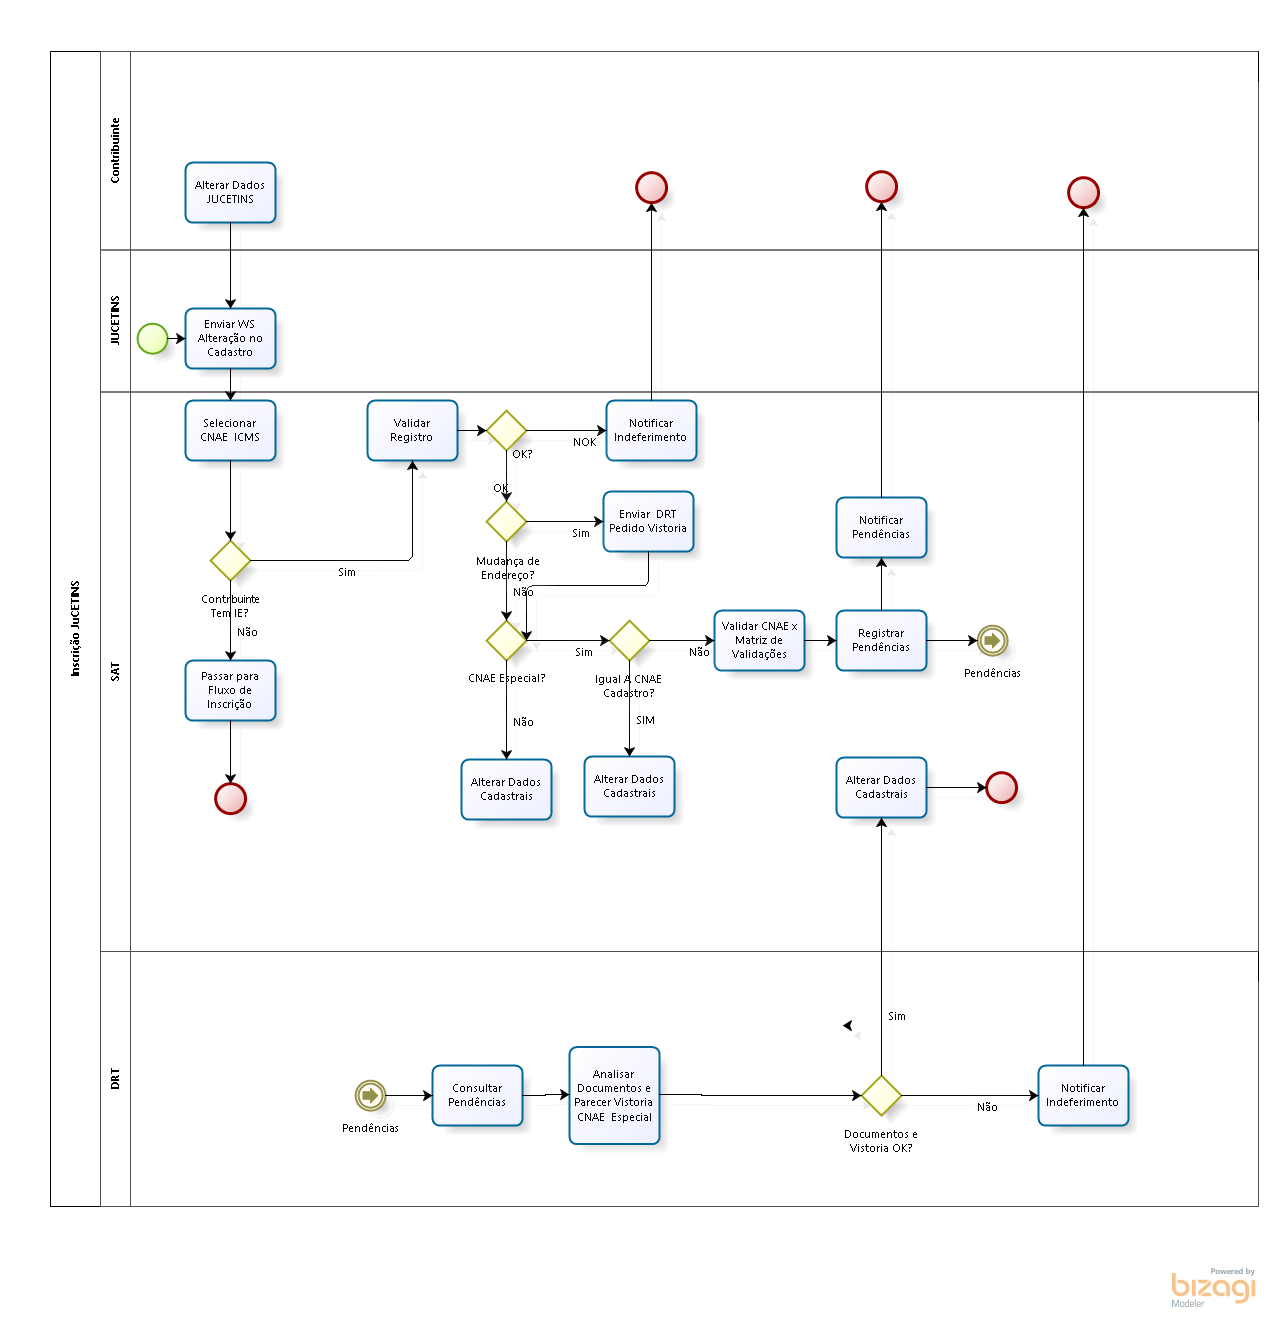 Inscrição JUCETINS
Contribuinte
Alterar Dados
JUCETINS
JUCETINS
Enviar WS
Alteração no
Cadastro
SAT
Selecionar
CNAE ICMS
Validar
Registro
OK?
NOK
Notificar
Indeferimento
OK
Enviar DRT
Pedido Vistoria
Sim
Mudança de
Endereço?
Não
Notificar
Pendências
Sim
Contribuinte
Tem IE?
Não
Passar para
Fluxo de
Inscrição
CNAE Especial?
Sim
Igual A CNAE
Cadastro?
Não
Validar CNAE x
Matriz de
Validações
Registrar
Pendências
Pendências
Não
SIM
Alterar Dados
Cadastrais
Alterar Dados
Cadastrais
Alterar Dados
Cadastrais
DRT
Sim
Pendências
Consultar
Pendências
Analisar
Documentos e
Parecer Vistoria
CNAE Especial
Documentos e
Vistoria OK?
Não
Notificar
Indeferimento
Powered by
bizagi
Modeler